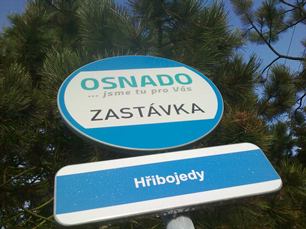 OSNADO
... jsme tu pro Vás
ZASTÁVKA
Hřibojedy